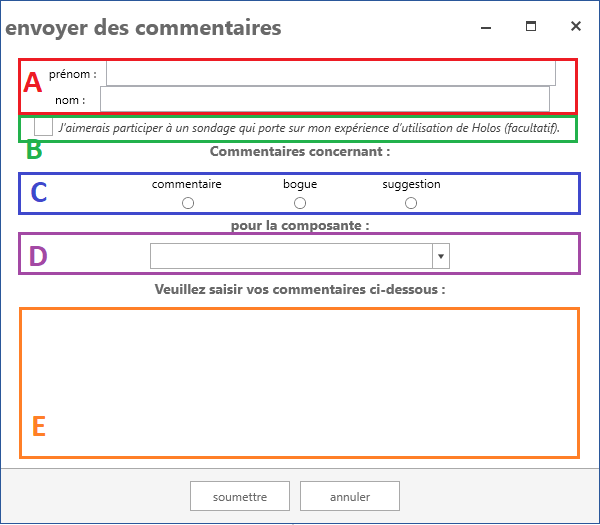 envoyer des commentaires
A
prénom :
nom :
J'aimerais participer à un sondage qui porte sur mon expérience d'utilisation de Holos (facultatif).
B
Commentaires concernant :
C
commentaire bogue suggestion
pour la composante :
D
Veuillez saisir vos commentaires ci-dessous :
E
soumettre annuler